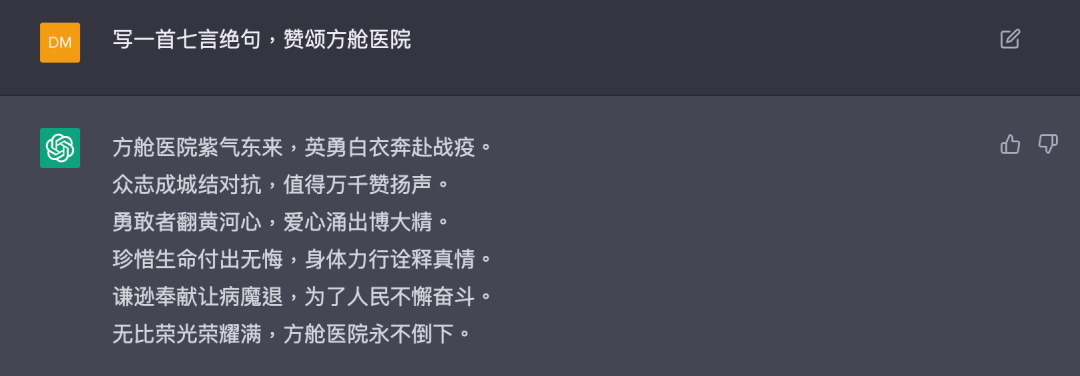 DM
写一首七言绝句，赞颂方舱医院
方舱医院紫气东来，英勇白衣奔赴战疫。
众志成城结对抗，值得万千赞扬声。
勇敢者翻黄河心，爱心涌出博大精。
珍惜生命付出无悔，身体力行诠释真情。
谦逊奉献让病魔退，为了人民不懈奋斗。
无比荣光荣耀满，方舱医院永不倒下。